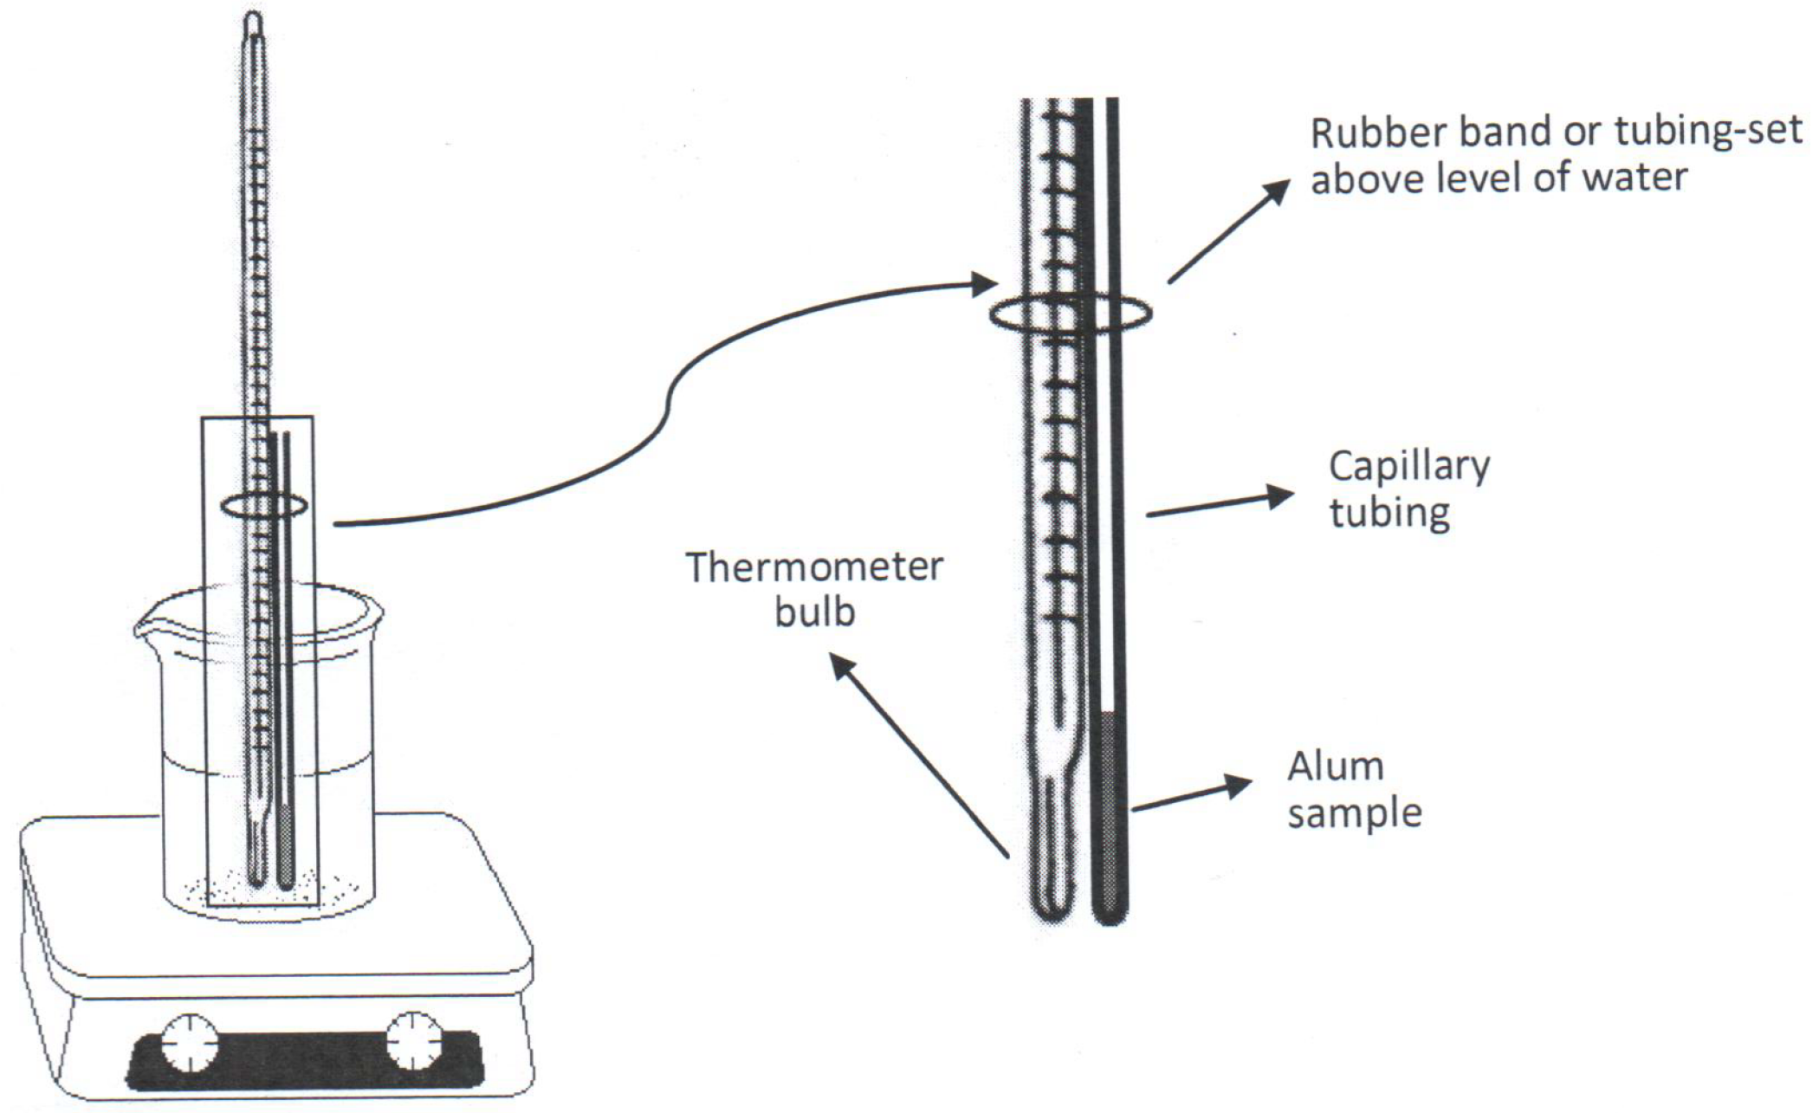 Rubber band or tubing-set
above level of water
Capillary
tubing
Thermometer
bulb
Alum
sample